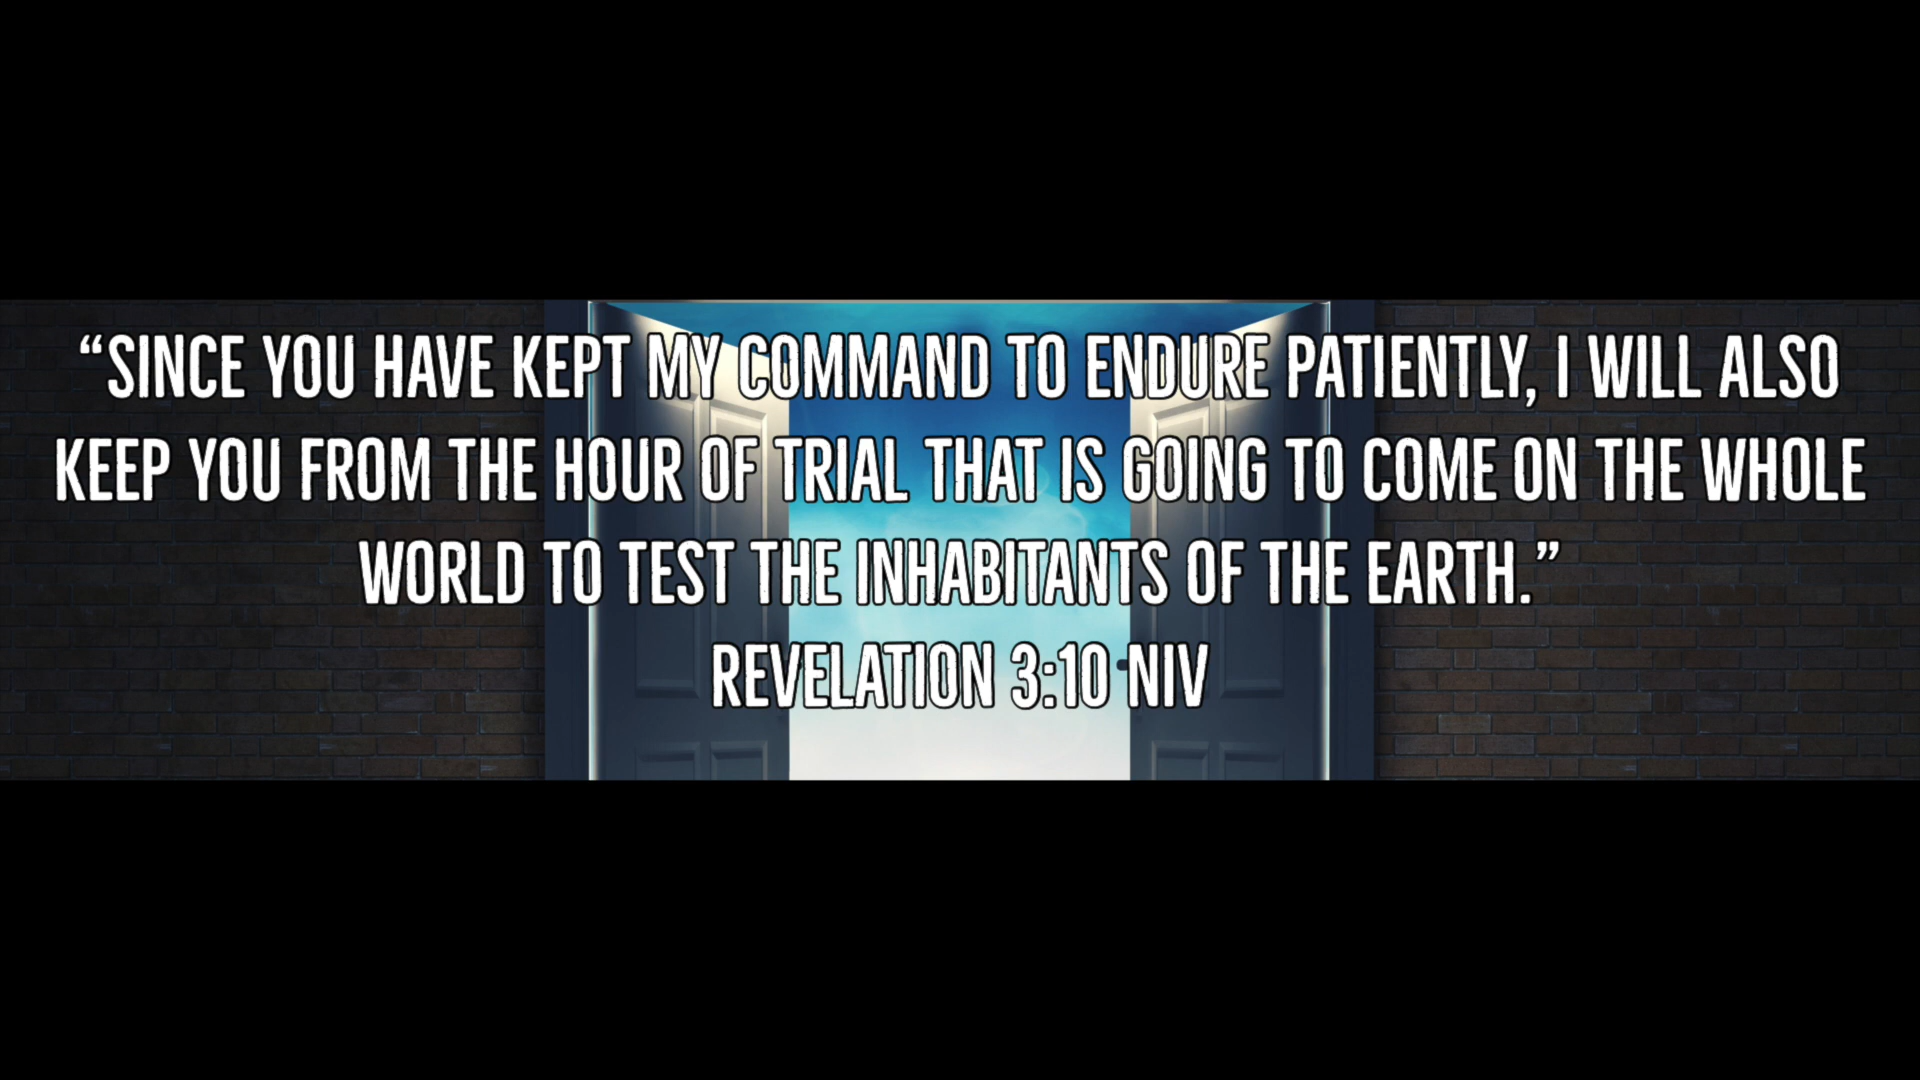 “SINCE YOU HAVE KEPT MY COMMAND TO ENDURE PATIENTLY, I WILL ALSO
KEEP YOU FROM THE HOUR OF TRIAL THAT IS GOING TO COME ON THE WHOLE
WORLD TO TEST THE INHABITANTS OF THE EARTH.”
REVELATION 3:10 NIV